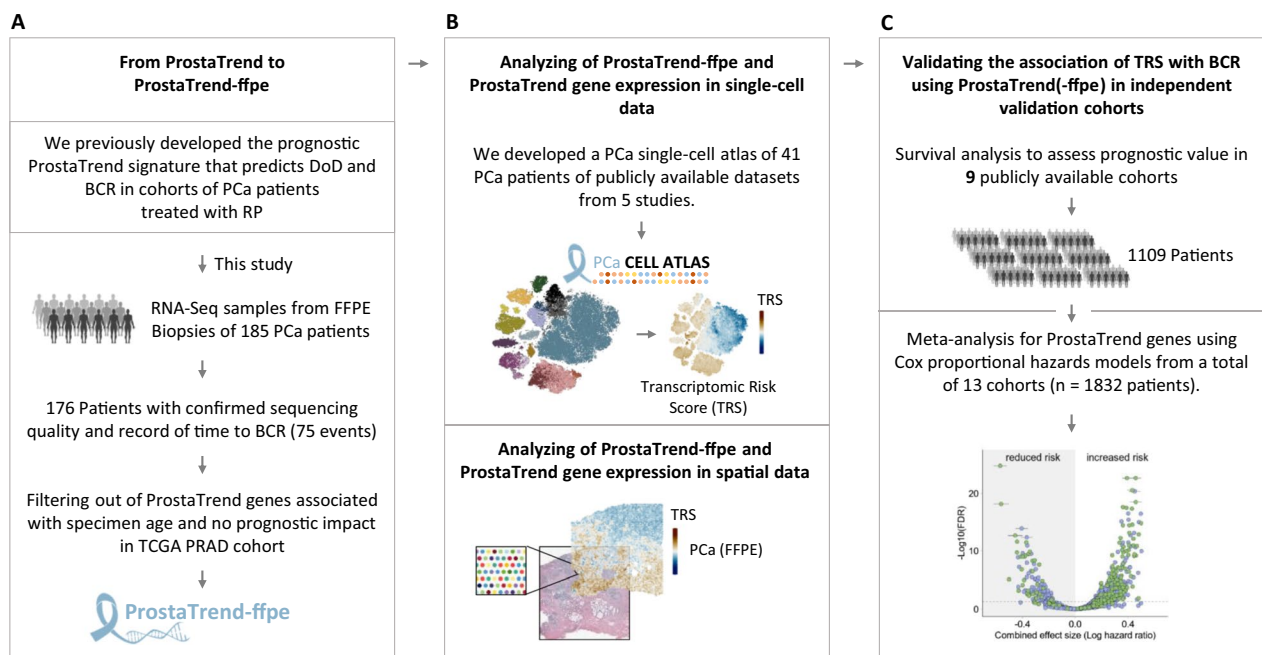 A
From ProstaTrend to
ProstaTrend-ffpe
We previously developed the prognostic
ProstaTrend signature that predicts DoD and
BCR in cohorts of PCa patients
treated with RP
This study
RNA-Seq samples from FFPE
Biopsies of 185 PCa patients
176 Patients with confirmed sequencing
quality and record of time to BCR (75 events)
Filtering out of ProstaTrend genes associated
with specimen age and no prognostic impact
in TCGA PRAD cohort
ProstaTrend-ffpe
B
Analyzing of ProstaTrend-ffpe and
ProstaTrend gene expression in single-cell
data
We developed a PCa single-cell atlas of 41
PCa patients of publicly available datasets
from 5 studies.
PCa CELL ATLAS
TRS
Transcriptomic Risk
Score (TRS)
Analyzing of ProstaTrend-ffpe and
ProstaTrend gene expression in spatial data
TRS
PCa (FFPE)
C
Validating the association of TRS with BCR
using ProstaTrend(-ffpe) in independent
validation cohorts
Survival analysis to assess prognostic value in
9 publicly available cohorts
1109 Patients
Meta-analysis for ProstaTrend genes using
Cox proportional hazards models from a total
of 13 cohorts (n = 1832 patients).
reduced risk
increased risk
20
10
0
-Log10(FDR)
-0.4
0.0
0.4
Combined effect size (Log hazard ratio)